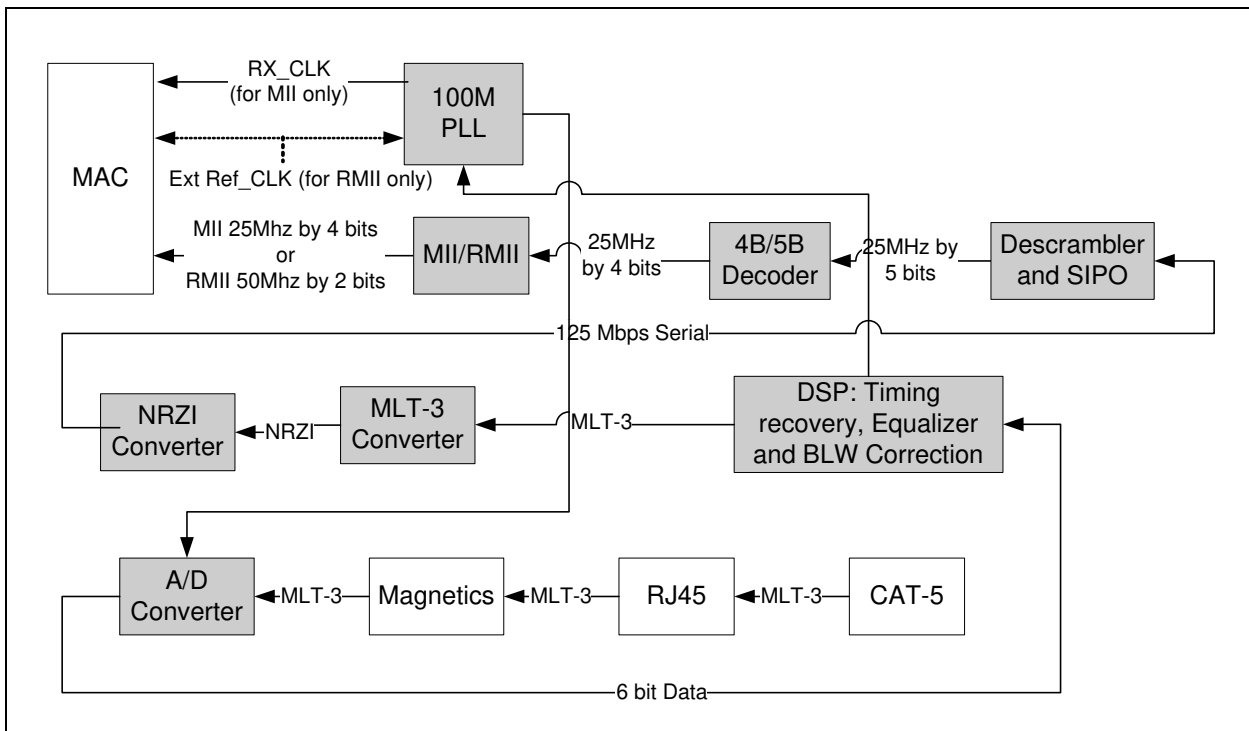 RX_CLK
(for MII only)
100M
PLL
MAC
Ext Ref_CLK (for RMII only)
MII 25Mhz by 4 bits
or
RMII 50Mhz by 2 bits
MII/RMII
25MHz
by 4 bits
4B/5B
Decoder
25MHz by
5 bits
Descrambler
and SIPO
125 Mbps Serial
NRZI
Converter
NRZI
MLT-3
Converter
MLT-3
DSP: Timing
recovery, Equalizer
and BLW Correction
A/D
Converter
MLT-3
Magnetics
MLT-3
RJ45
MLT-3
CAT-5
6 bit Data